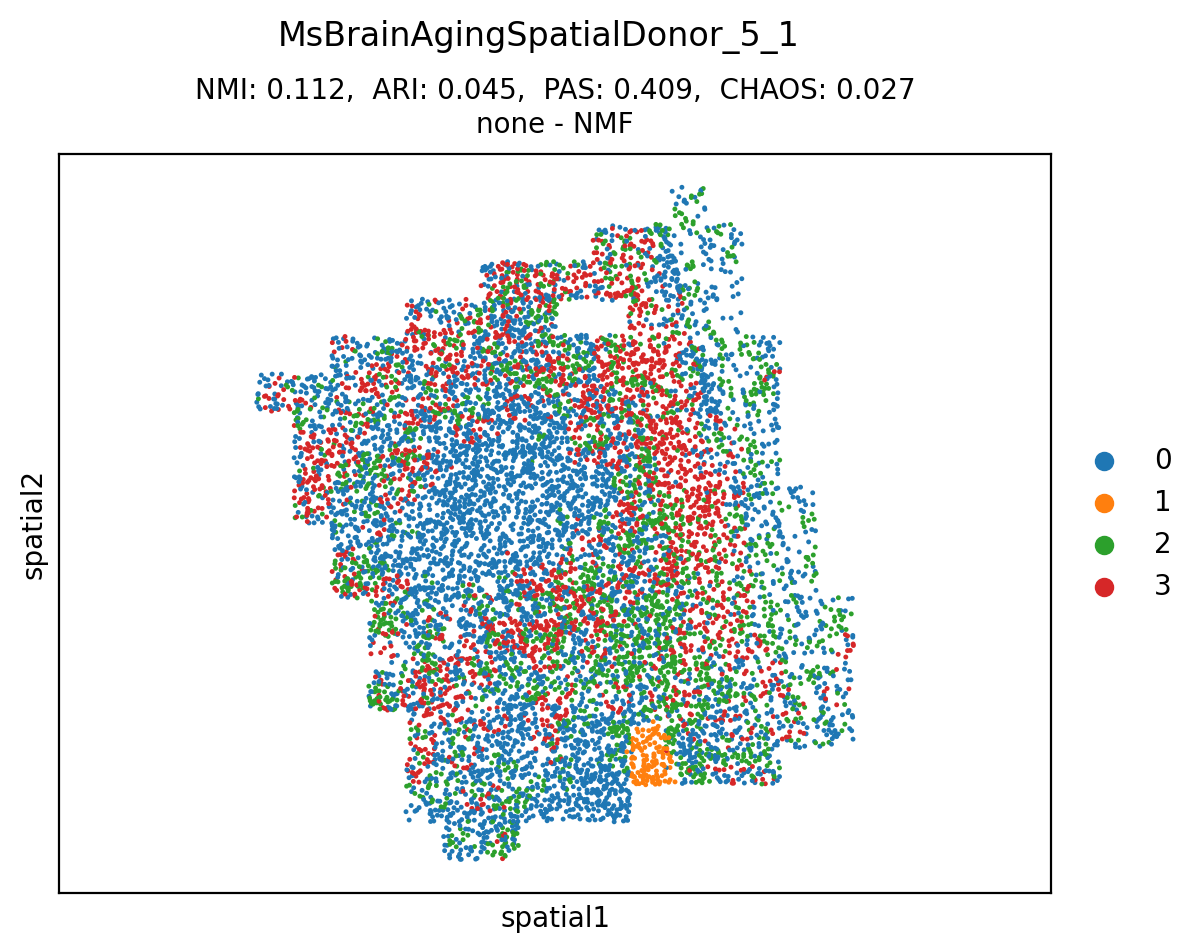 MsBrainAgingSpatialDonor_5_1
NMI: 0.112,  ARI: 0.045,  PAS: 0.409,  CHAOS: 0.027
none - NMF
spatial2
0
1
2
3
spatial1